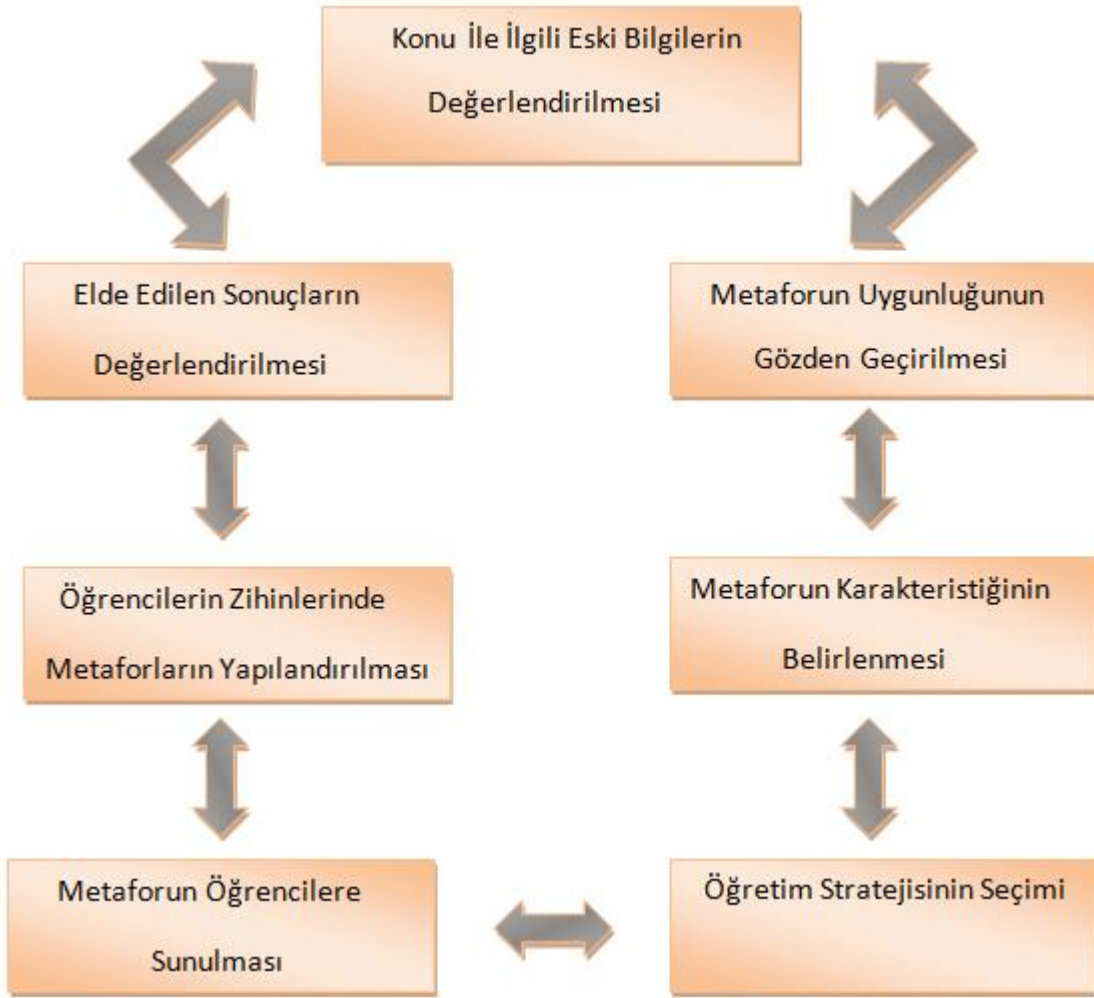 Konu İle İlgili Eski Bilgilerin
Değerlendirilmesi
Elde Edilen Sonuçların
Değerlendirilmesi
Metaforun Uygunluğunun
Gözden Geçirilmesi
Öğrencilerin Zihinlerinde
Metaforların Yapılandırılması
Metaforun Karakteristiğinin
Belirlenmesi
Metaforun Öğrencilere
Sunulması
Öğretim Stratejisinin Seçimi